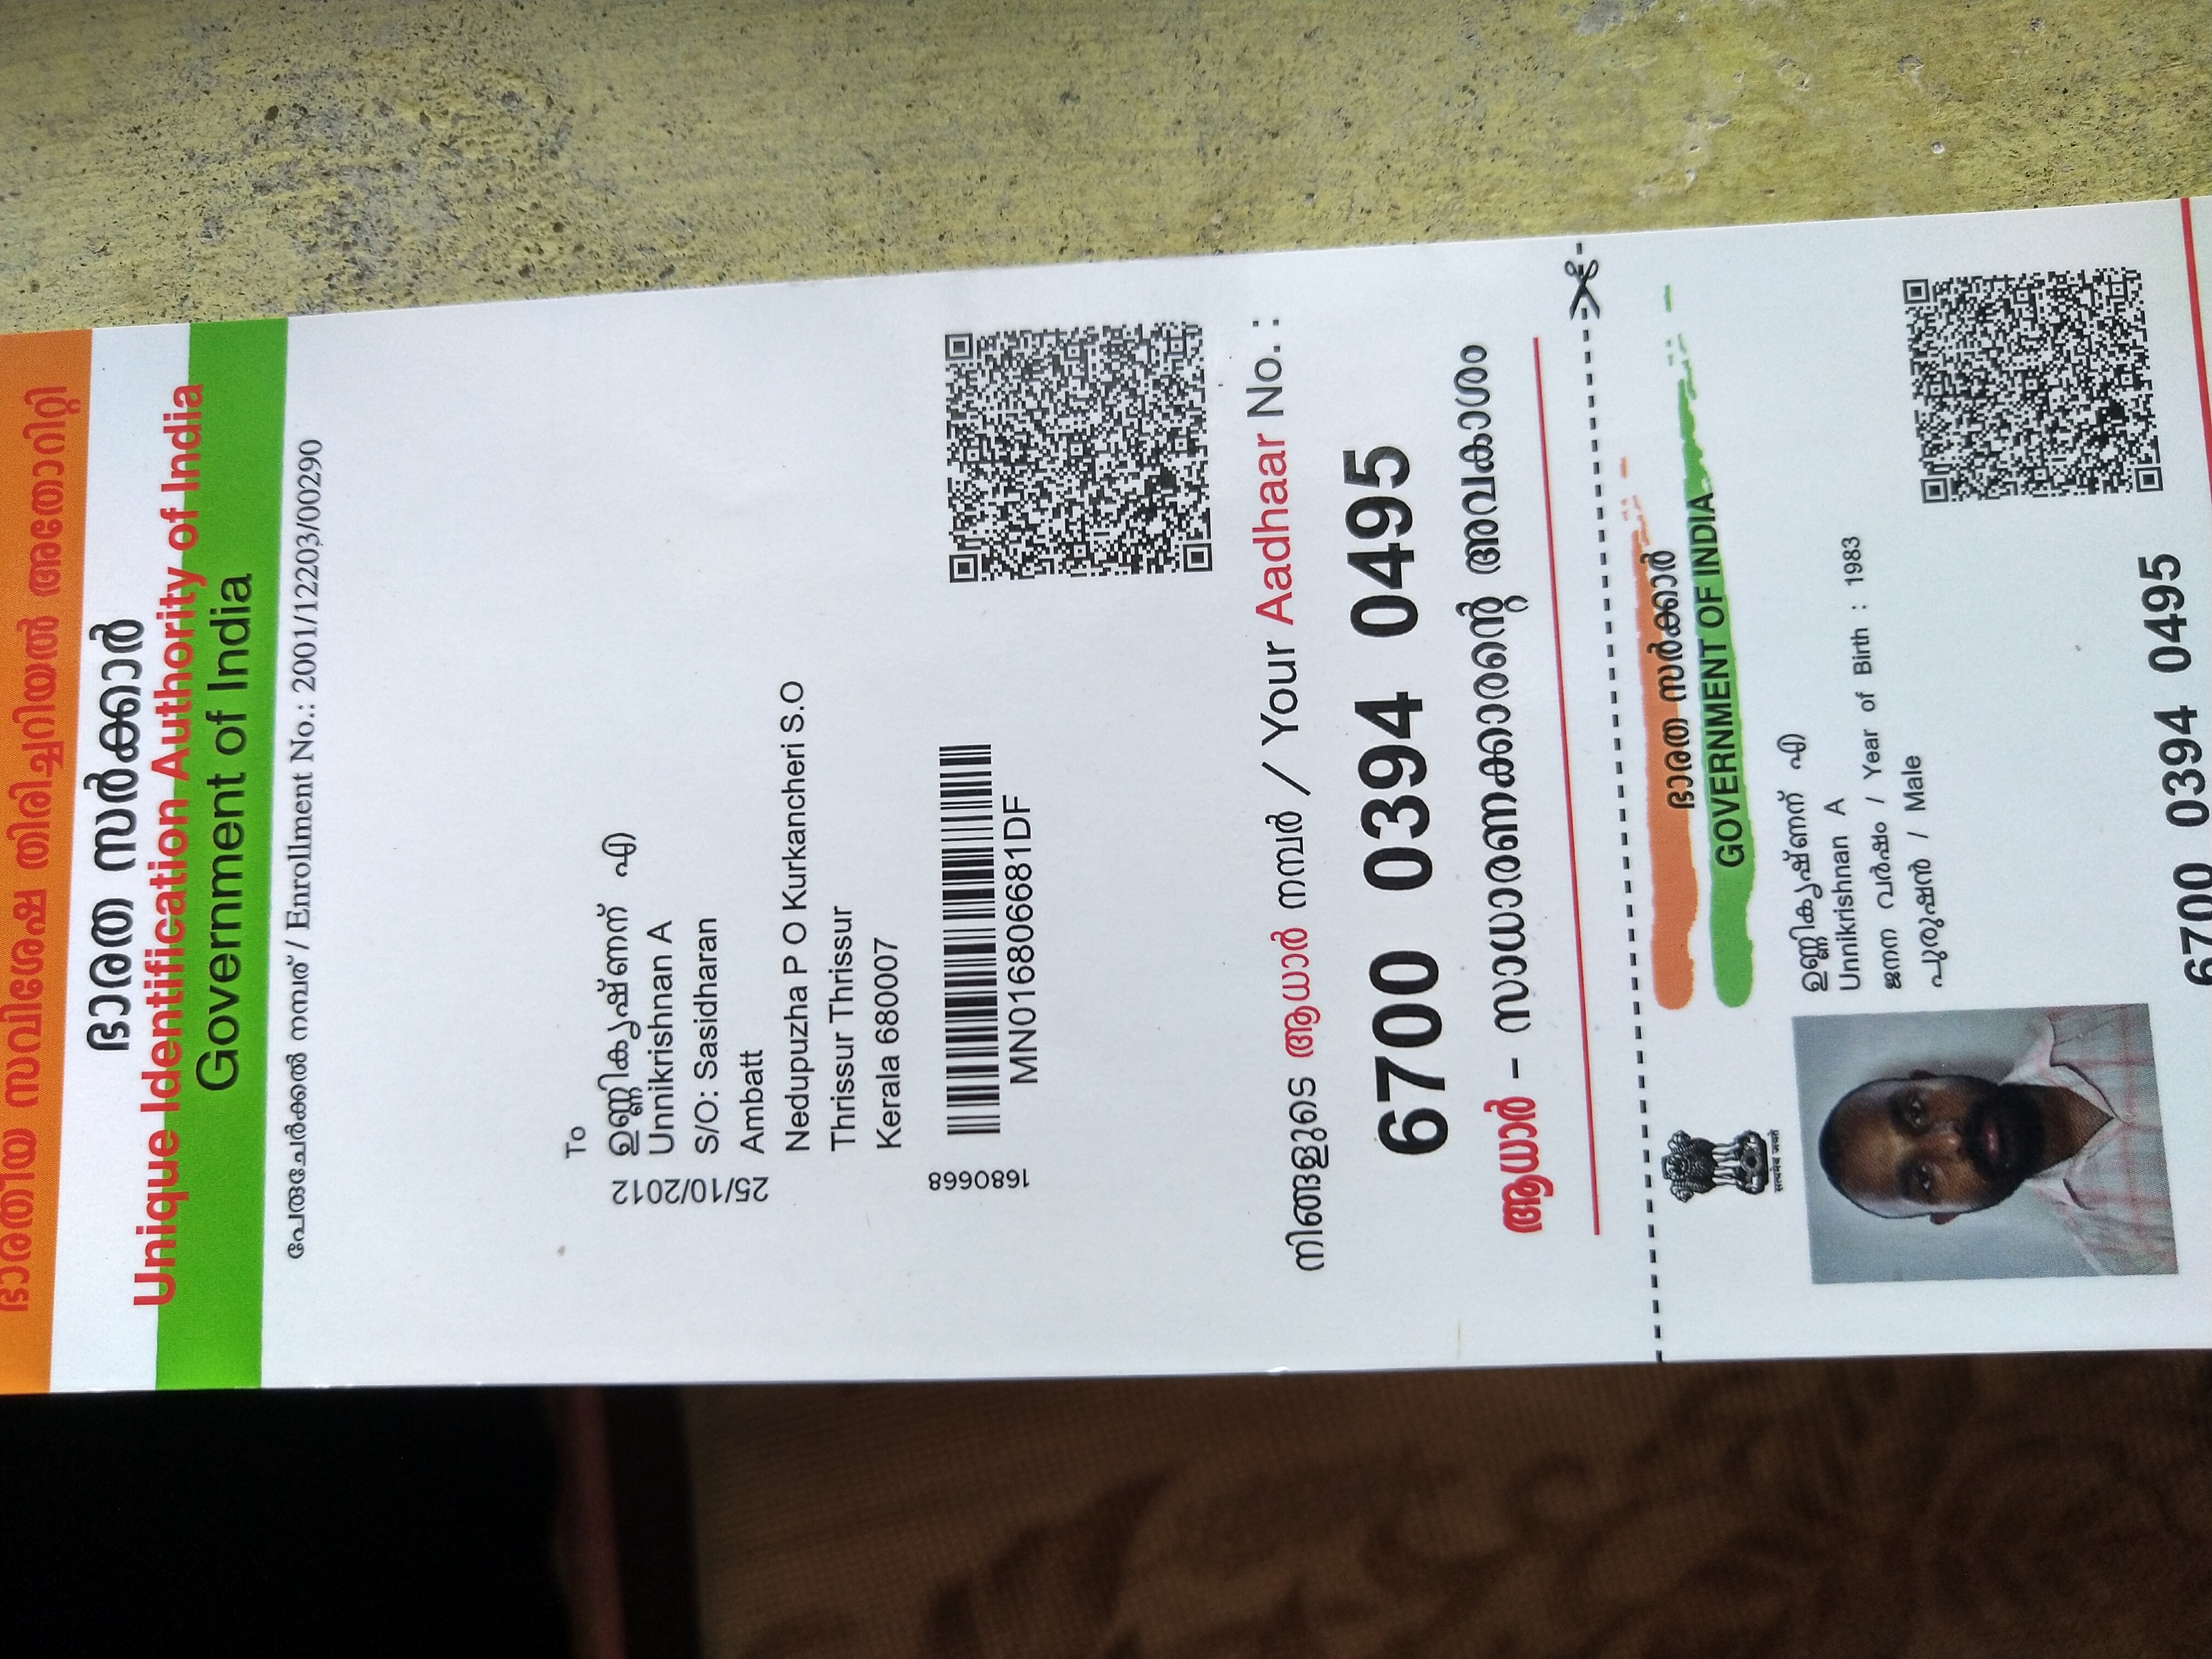 ഭാരതീയ സവിശേഷ തിരിച്ചറിയൽ അതോറിറ്റി
ഭാരത സർക്കാർ
Unique Identification Authority of India
Government of India
പേരുചേർക്കൽ നമ്പര് / Enrollment No.: 2001/12203/00290
25/10/2012
To
ഉണ്ണികൃഷ്ണന് എ
Unnikrishnan A
S/O: Sasidharan
Ambatt
Nedupuzha P O Kurkancheri S.O
Thrissur Thrissur
Kerala 680007
1680668
MN016806681DF
നിങ്ങളുടെ ആധാർ നമ്പർ / Your Aadhaar No. :
6700 0394 0495
ആധാർ – സാധാരണക്കാരന്റെ അവകാശം
ഭാരത സർക്കാർ
GOVERNMENT OF INDIA
सत्यमेव जयते
ഉണ്ണികൃഷ്ണന് എ
Unnikrishnan A
ജനന വർഷം / Year of Birth : 1983
പുരുഷൻ / Male
6700 0394 0495